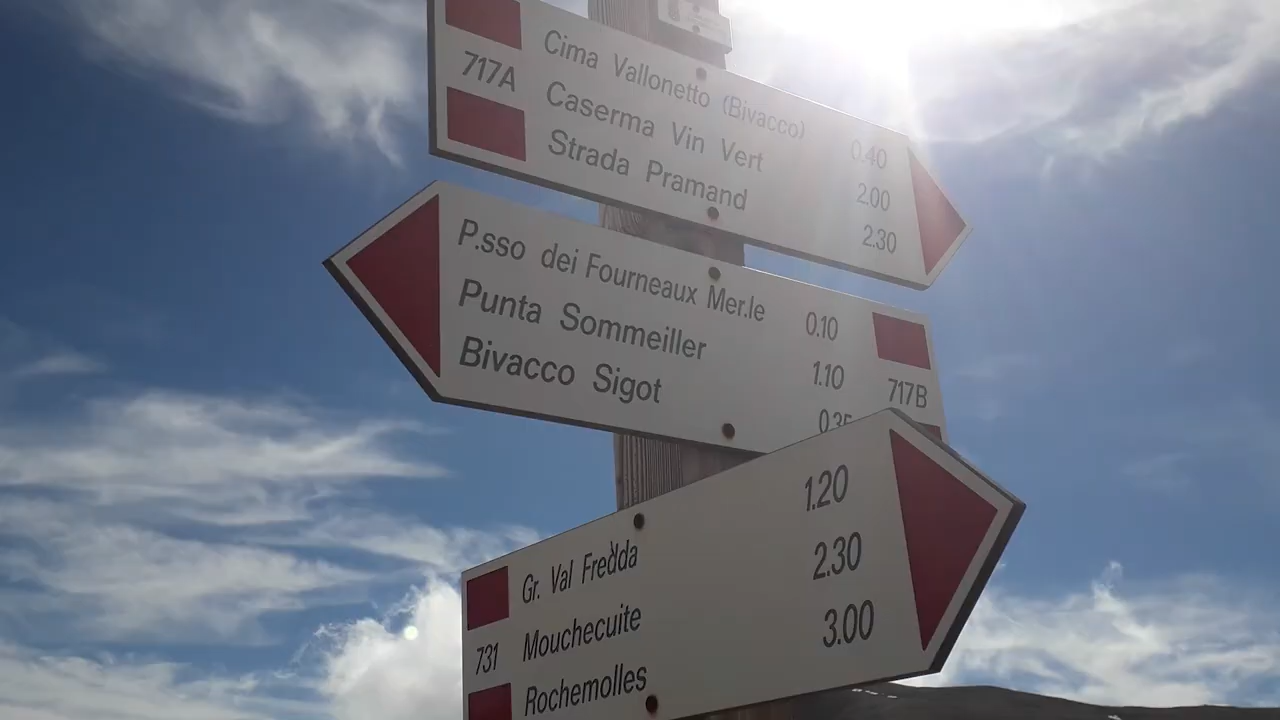 717A
Cima Vallonetto (Bivacco) 0.40
Caserma Vin Vert 2.00
Strada Pramand 2.30
P.sso dei Fourneaux Mer.le 0.10
Punta Sommeiller 1.10
Bivacco Sigot 0.35
717B
Gr. Val Fredda 1.20
731
Mouchecuite 2.30
Rochemolles 3.00